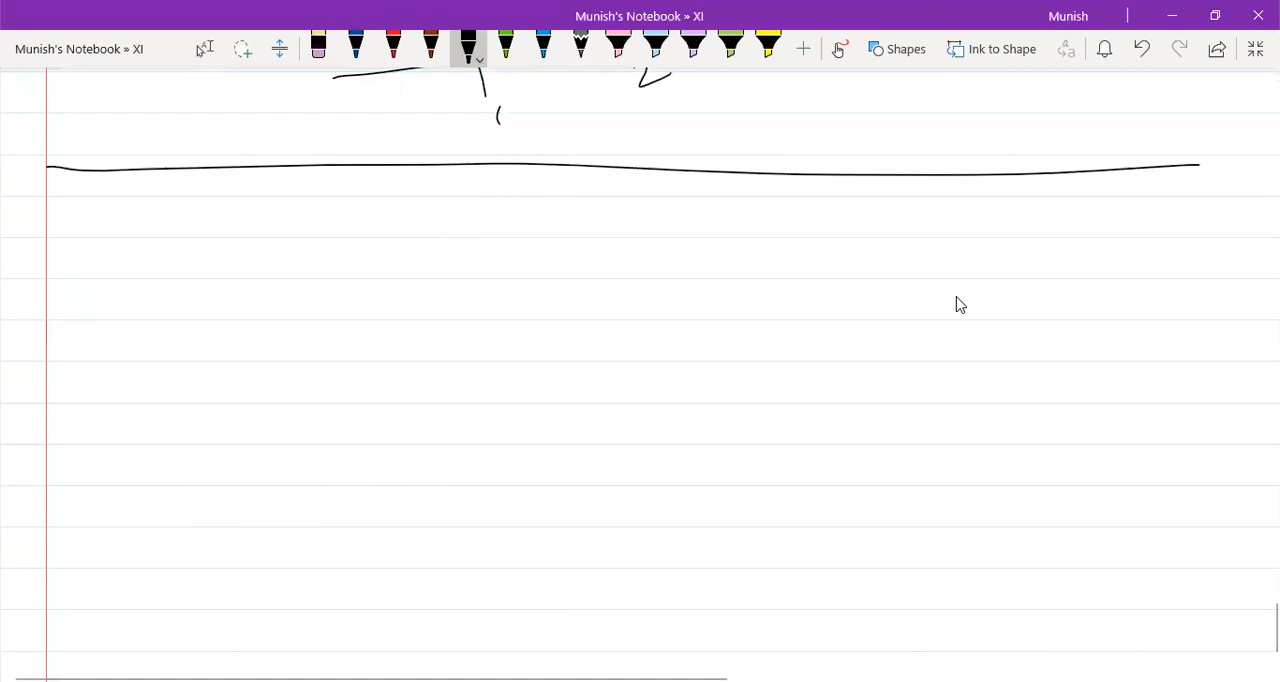 Munish's Notebook » XI
Munish
Munish's Notebook » XI
Shapes
Ink to Shape